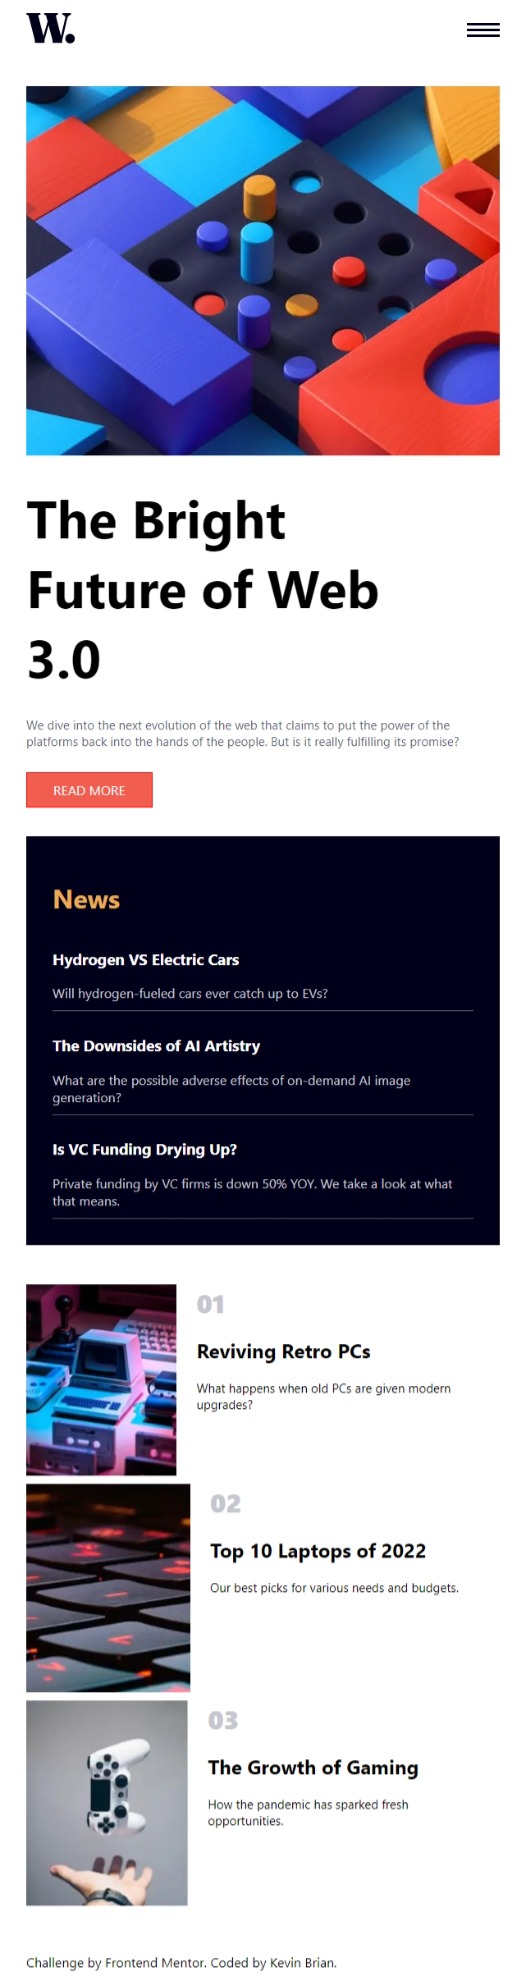 W.
The Bright
Future of Web
3.0
We dive into the next evolution of the web that claims to put the power of the
platforms back into the hands of the people. But is it really fulfilling its promise?
READ MORE
News
Hydrogen VS Electric Cars
Will hydrogen-fueled cars ever catch up to EVs?
The Downsides of AI Artistry
What are the possible adverse effects of on-demand AI image
generation?
Is VC Funding Drying Up?
Private funding by VC firms is down 50% YOY. We take a look at what
that means.
01
Reviving Retro PCs
What happens when old PCs are given modern
upgrades?
02
Top 10 Laptops of 2022
Our best picks for various needs and budgets.
03
The Growth of Gaming
How the pandemic has sparked fresh
opportunities.
Challenge by Frontend Mentor. Coded by Kevin Brian.